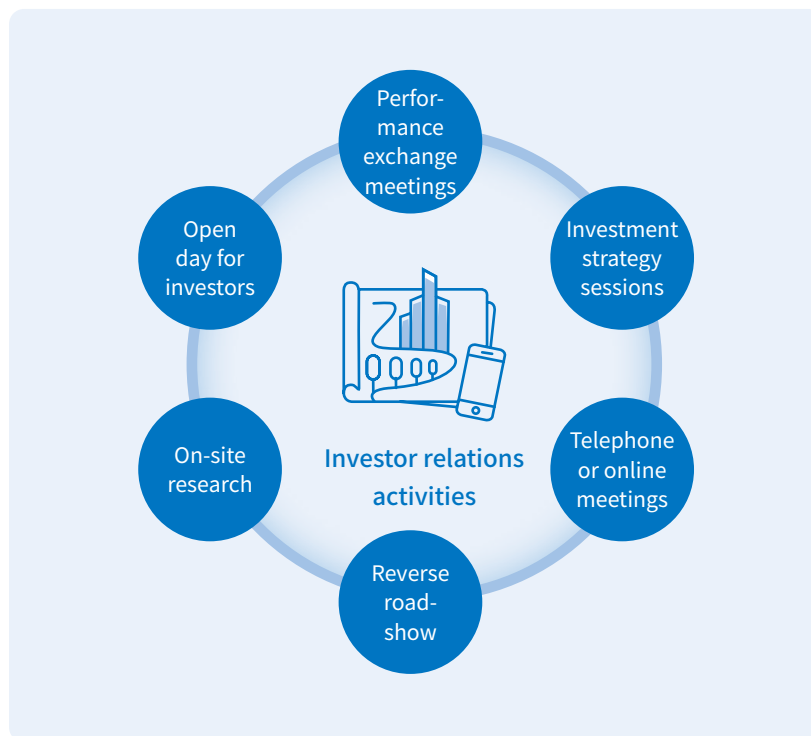 Perfor-
mance
exchange
meetings
Open
day for
investors
Investment
strategy
sessions
On-site
research
Investor relations
activities
Telephone
or online
meetings
Reverse
road-
show